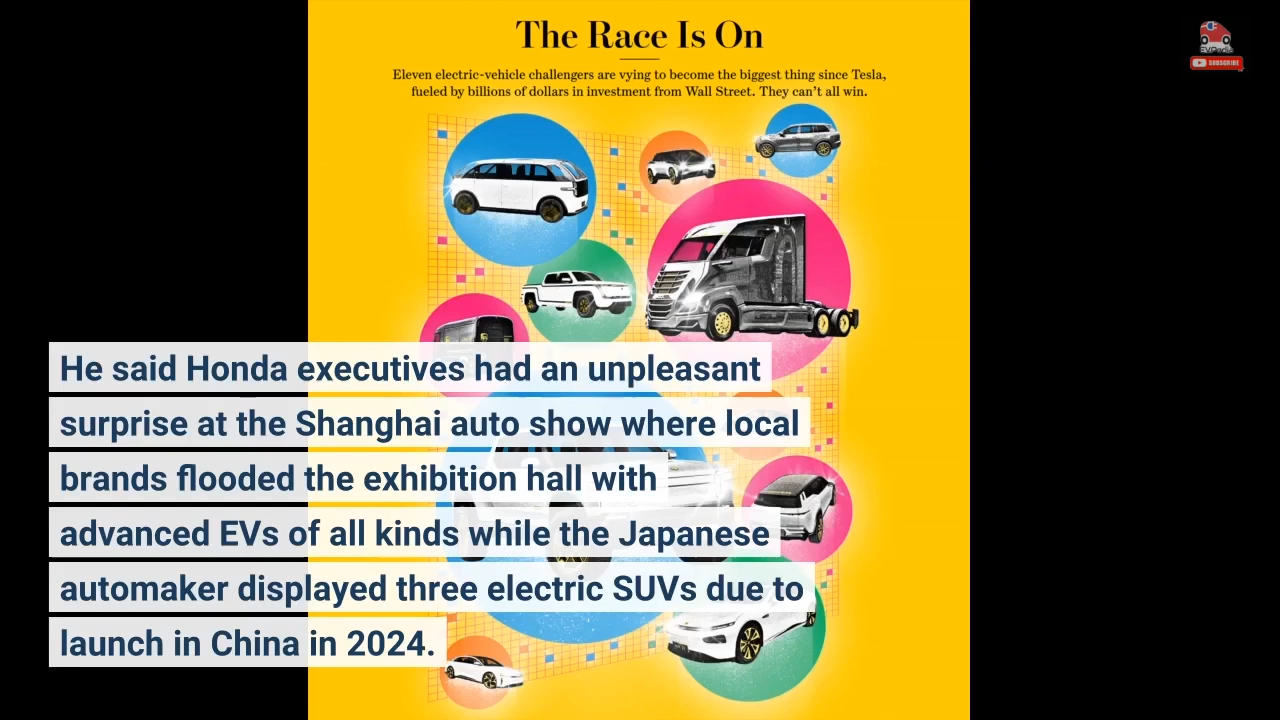 The Race Is On
Eleven electric-vehicle challengers are vying to become the biggest thing since Tesla,
fueled by billions of dollars in investment from Wall Street. They can't all win.
SUBSCRIBE
He said Honda executives had an unpleasant
surprise at the Shanghai auto show where local
brands flooded the exhibition hall with
advanced EVs of all kinds while the Japanese
automaker displayed three electric SUVs due to
launch in China in 2024.